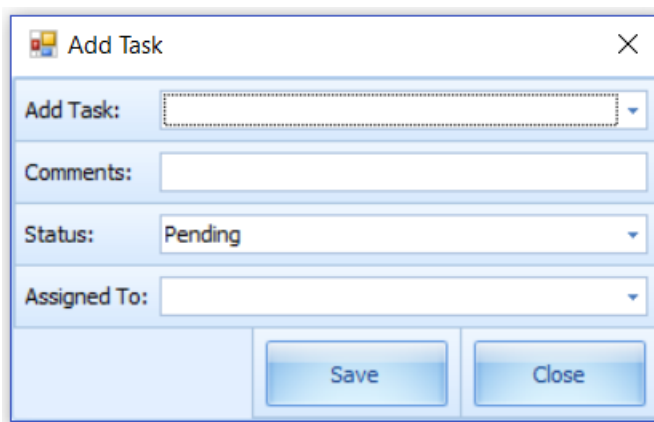 Add Task
Add Task:
Comments:
Status: Pending
Assigned To:
Save Close